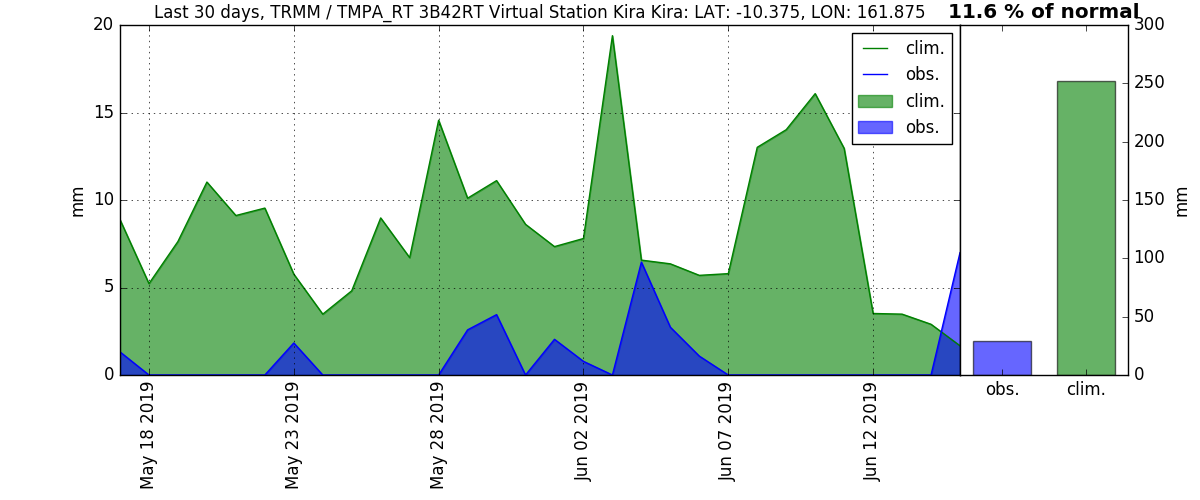 Last 30 days, TRMM / TMPA_RT 3B42RT Virtual Station Kira Kira: LAT: -10.375, LON: 161.875
11.6 % of normal
mm
20
15
10
5
0
clim.
obs.
clim.
obs.
May 18 2019
May 23 2019
May 28 2019
Jun 02 2019
Jun 07 2019
Jun 12 2019
300
250
200
150
100
50
0
mm
obs.
clim.